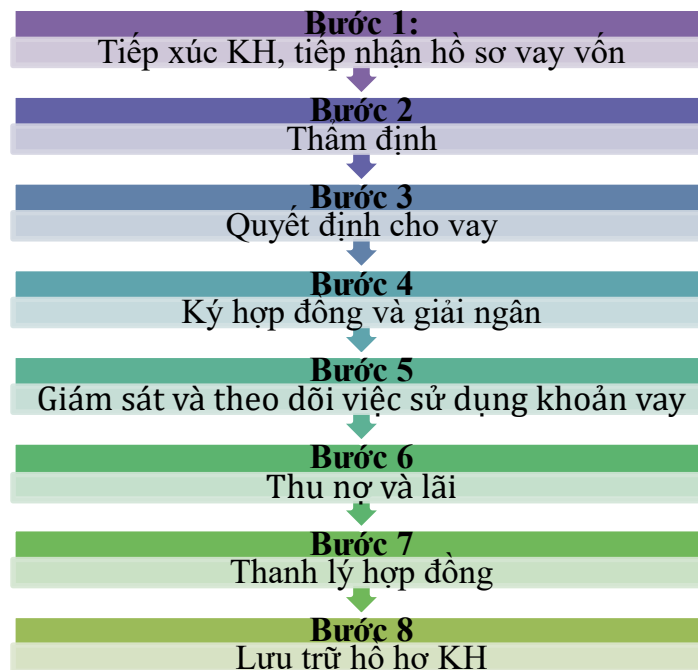 Bước 1:
Tiếp xúc KH, tiếp nhận hồ sơ vay vốn
Bước 2
Thẩm định
Bước 3
Quyết định cho vay
Bước 4
Ký hợp đồng và giải ngân
Bước 5
Giám sát và theo dõi việc sử dụng khoản vay
Bước 6
Thu nợ và lãi
Bước 7
Thanh lý hợp đồng
Bước 8
Lưu trữ hồ hơ KH